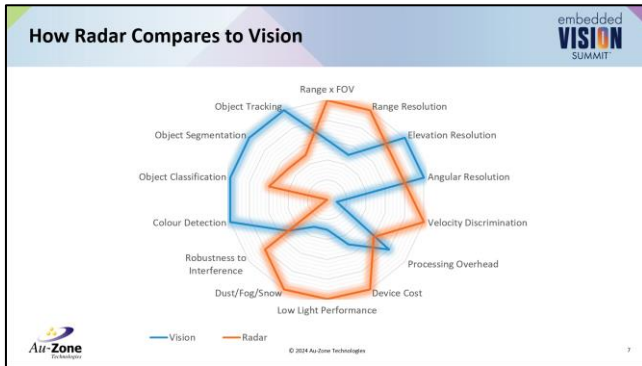 How Radar Compares to Vision
embedded
VISION
SUMMIT
Range x FOV
Object Tracking
Range Resolution
Object Segmentation
Elevation Resolution
Object Classification
Angular Resolution
Colour Detection
Velocity Discrimination
Robustness to
Interference
Processing Overhead
Dust/Fog/Snow
Device Cost
Low Light Performance
Vision
Radar
Au-Zone
Technologies
© 2024 Au-Zone Technologies
7